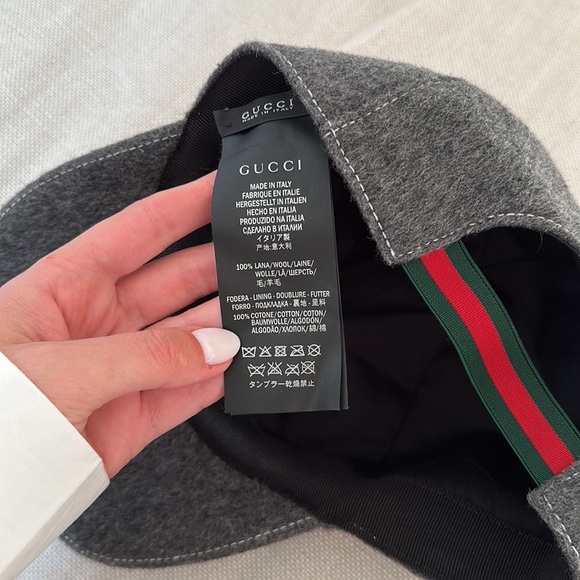 GUCCI
MADE IN ITALY
GUCCI
MADE IN ITALY
FABRIQUE EN ITALIE
HERGESTELLT IN ITALIEN
HECHO EN ITALIA
PRODUZIDO NA ITALIA
СДЕЛАНО В ИТАЛИИ
イタリア製
产地:意大利
100% LANA/WOOL/LAINE/
WOLLE/LÃ/ШЕРСТЬ/
毛/羊毛
FODERA - LINING - DOUBLURE - FUTTER
FORRO - ПОДКЛАДКА - 裏地 - 里料
100% COTONE/COTTON/COTON/
BAUMWOLLE/ALGODÓN/
ALGODÃO/ХЛОПОК/綿/棉
タンブラー乾燥禁止